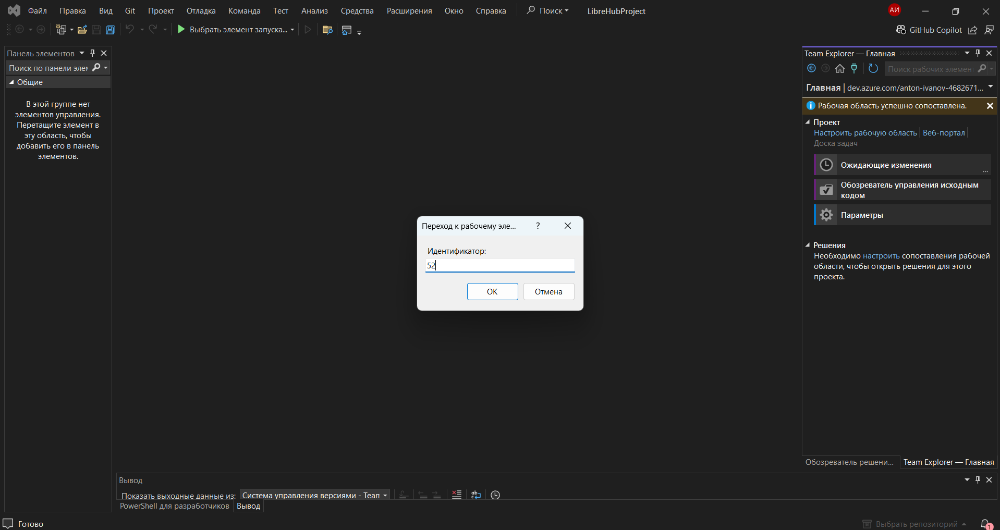 Файл Правка Вид Git Проект Отладка Команда Тест Анализ Средства Расширения Окно Справка Поиск LibreHubProject АИ
Выбрать элемент запуска... GitHub Copilot
Панель элементов
Поиск по панели элем
Общие
В этой группе нет
элементов управления.
Перетащите элемент в
эту область, чтобы
добавить его в панель
элементов.
Переход к рабочему эле... ?
Идентификатор:
52
ОК Отмена
Team Explorer — Главная
Поиск рабочих элемент
Главная | dev.azure.com/anton-ivanov-4682671...
Рабочая область успешно сопоставлена.
Проект
Настроить рабочую область | Веб-портал |
Доска задач
Ожидающие изменения
...
Обозреватель управления исходным
кодом
Параметры
Решения
Необходимо настроить сопоставления рабочей
области, чтобы открыть решения для этого
проекта.
Обозреватель решени... Team Explorer — Главная
Вывод
Показать выходные данные из: Система управления версиями - Team
PowerShell для разработчиков Вывод
Готово Выбрать репозиторий 1